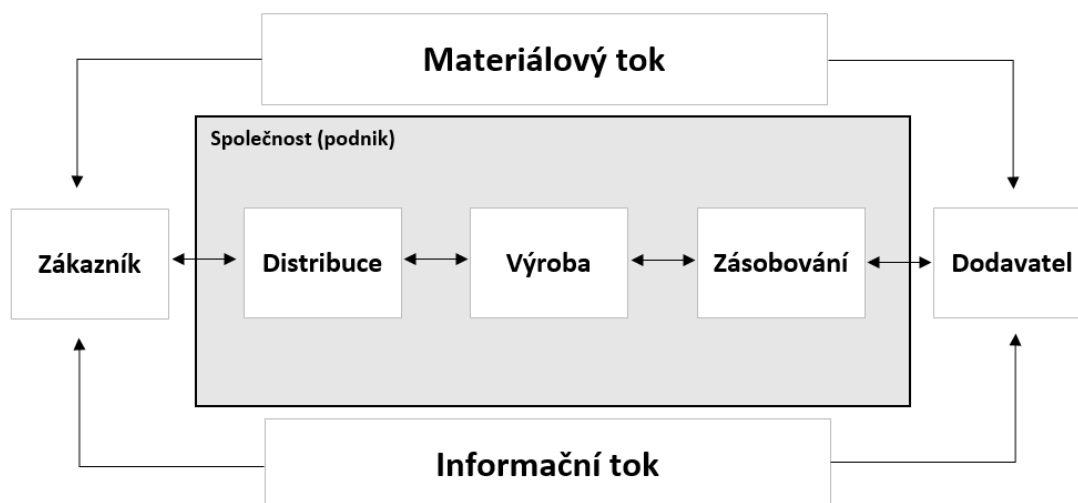 Materiálový tok
Společnost (podnik)
Zákazník
Distribuce
Výroba
Zásobování
Dodavatel
Informační tok